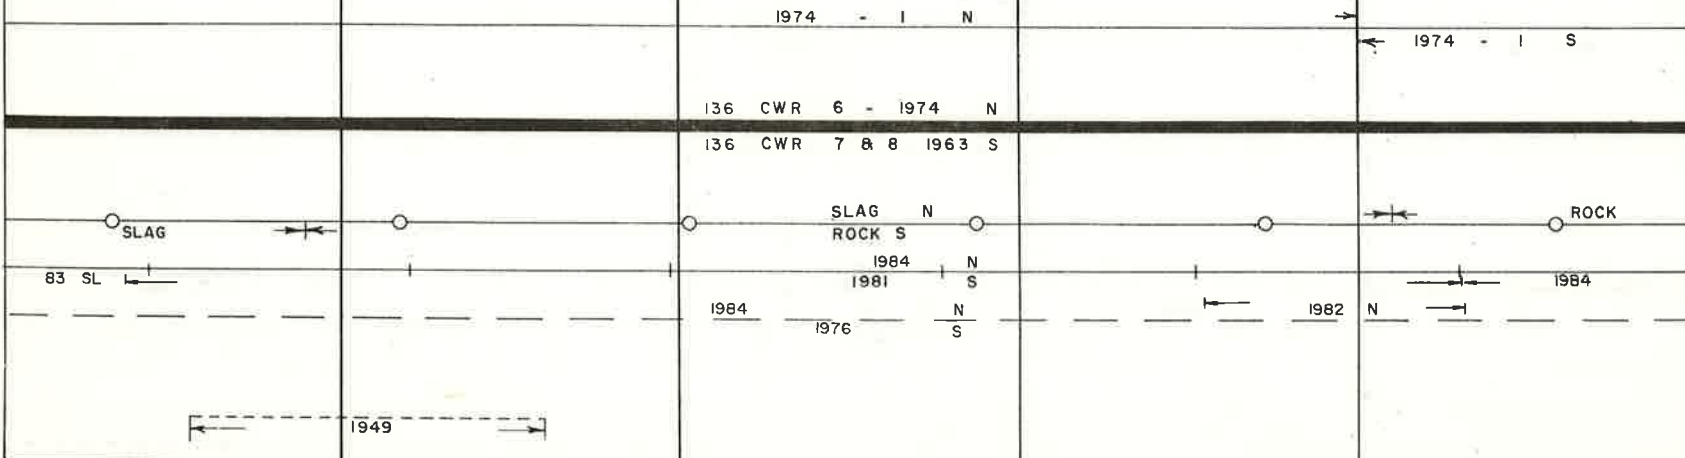 1974 - 1 N
1974 - 1 S
136 CWR 6 - 1974 N
136 CWR 7 & 8 1963 S
SLAG N
ROCK
SLAG
ROCK S
1984 N
83 SL
1981 S
1984
1984 N
1982 N
1976 S
1949